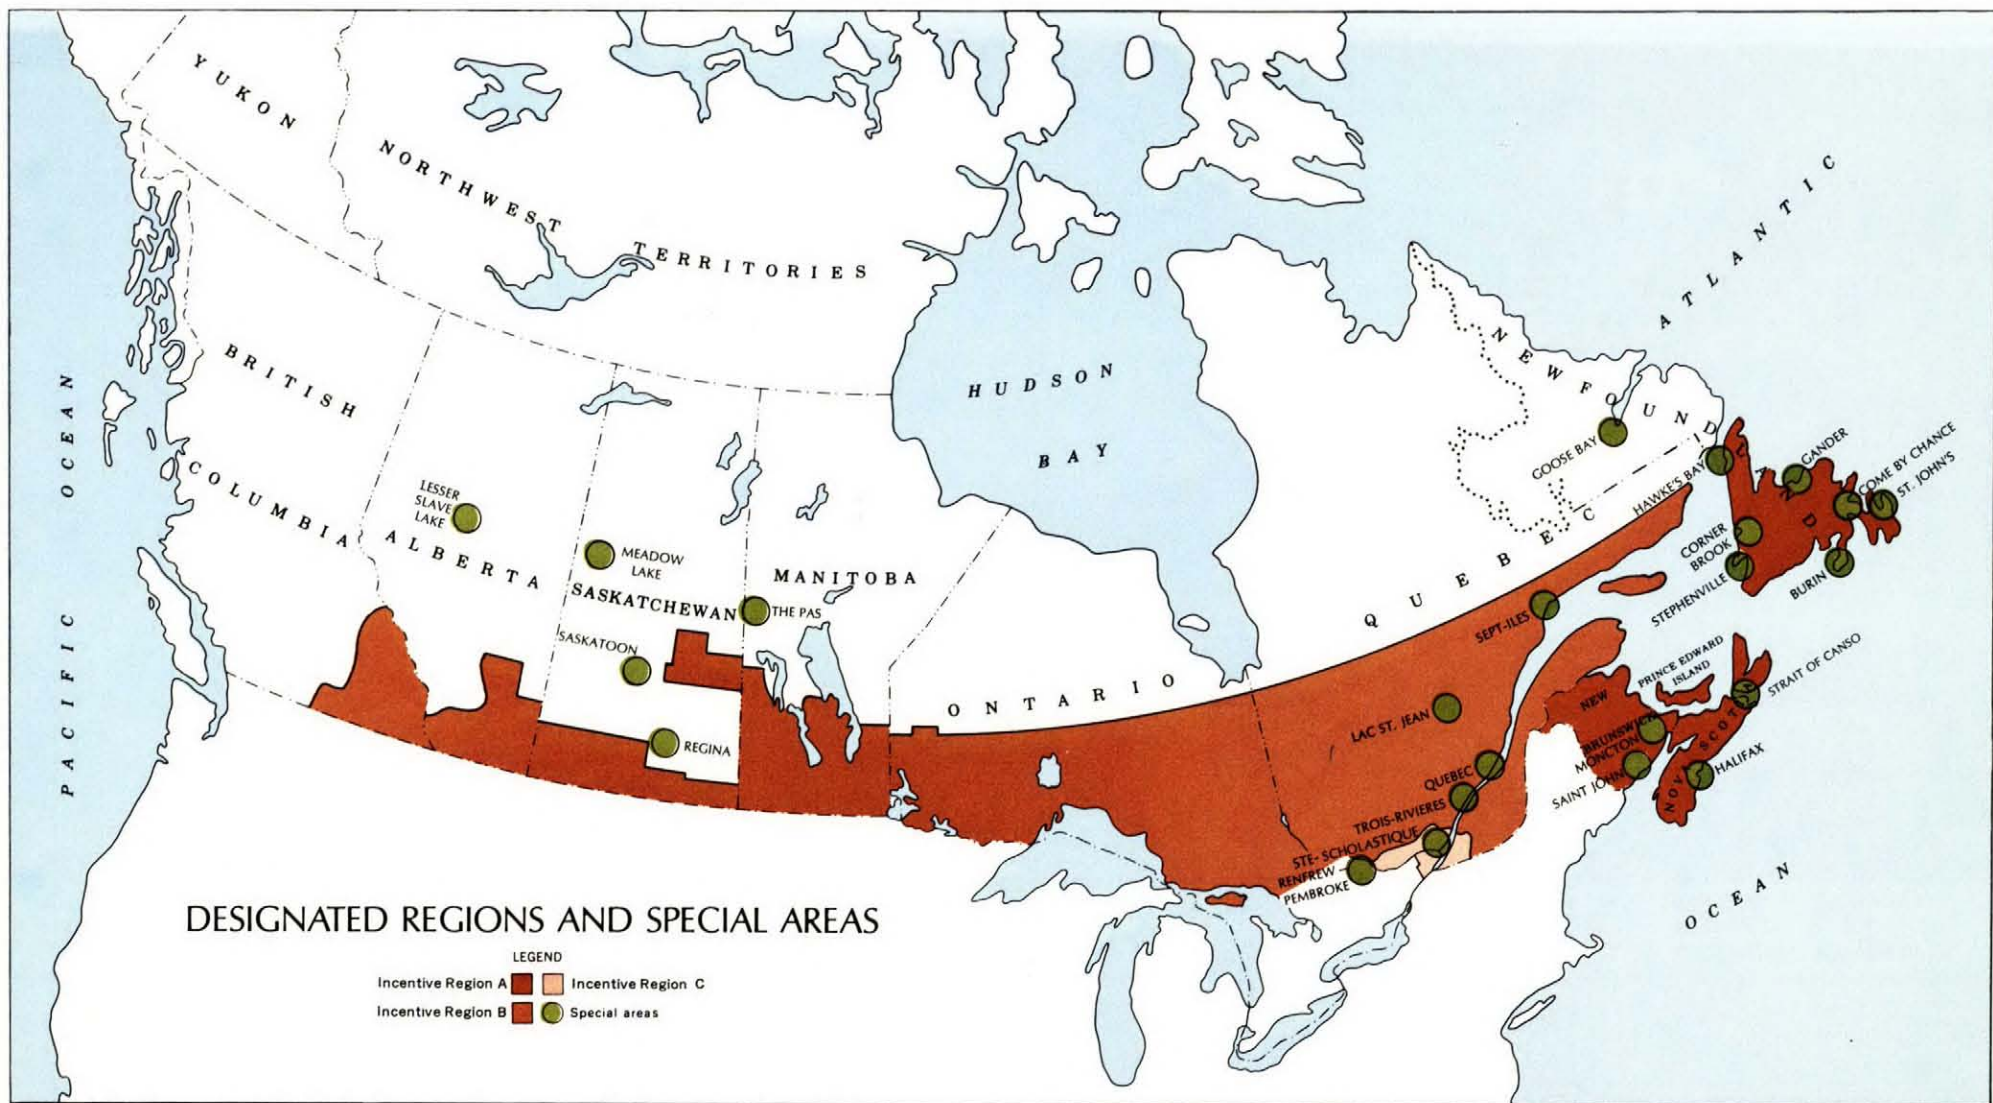 YUKON
NORTHWEST TERRITORIES
ATLANTIC
OCEAN
PACIFIC OCEAN
BRITISH
COLUMBIA
HUDSON
BAY
NEWFOUNDLAND
GOOSE BAY
HAWKE'S BAY
GANDER
COME BY CHANCE
ST. JOHN'S
LESSER
SLAVE
LAKE
ALBERTA
MEADOW
LAKE
SASKATCHEWAN
MANITOBA
THE PAS
SASKATOON
REGINA
ONTARIO
QUEBEC
CORNER
BROOK
STEPHENVILLE
BURIN
SEPT-ILES
PRINCE EDWARD
ISLAND
STRAIT OF CANSO
LAC ST. JEAN
NEW
BRUNSWICK
MONCTON
SAINT JOHN
NOVA SCOTIA
HALIFAX
QUEBEC
TROIS-RIVIERES
STE- SCHOLASTIQUE
RENFREW
PEMBROKE
DESIGNATED REGIONS AND SPECIAL AREAS
LEGEND
Incentive Region A
Incentive Region C
Incentive Region B
Special areas